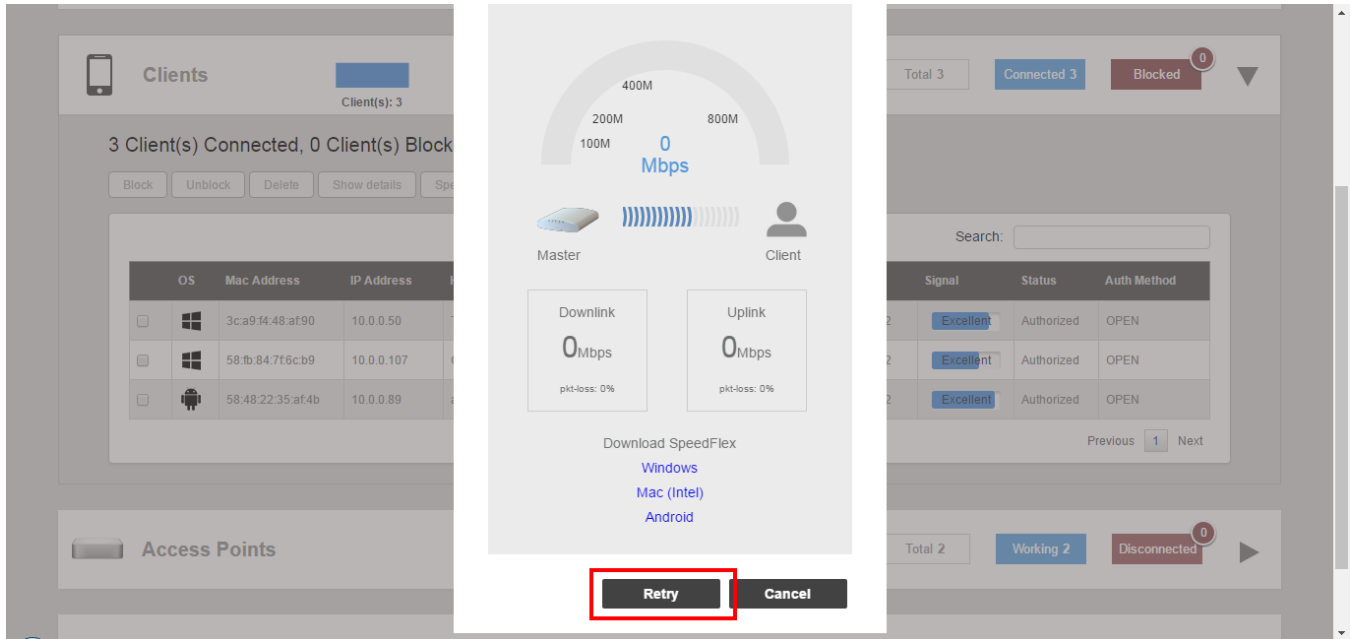 Clients
Client(s): 3
Total 3
Connected 3
Blocked
0
3 Client(s) Connected, 0 Client(s) Block
Block
Unblock
Delete
Show details
Spe
Search:
OS Mac Address IP Address Signal Status Auth Method
3c:a9:f4:48:af:90 10.0.0.50 2 Excellent Authorized OPEN
58:fb:84:7f:6c:b9 10.0.0.107 2 Excellent Authorized OPEN
58:48:22:35:af:4b 10.0.0.89 2 Excellent Authorized OPEN
Previous 1 Next
Access Points
Total 2
Working 2
Disconnected
0
400M
200M 800M
100M
0
Mbps
Master Client
Downlink
0Mbps
pkt-loss: 0%
Uplink
0Mbps
pkt-loss: 0%
Download SpeedFlex
Windows
Mac (Intel)
Android
Retry
Cancel